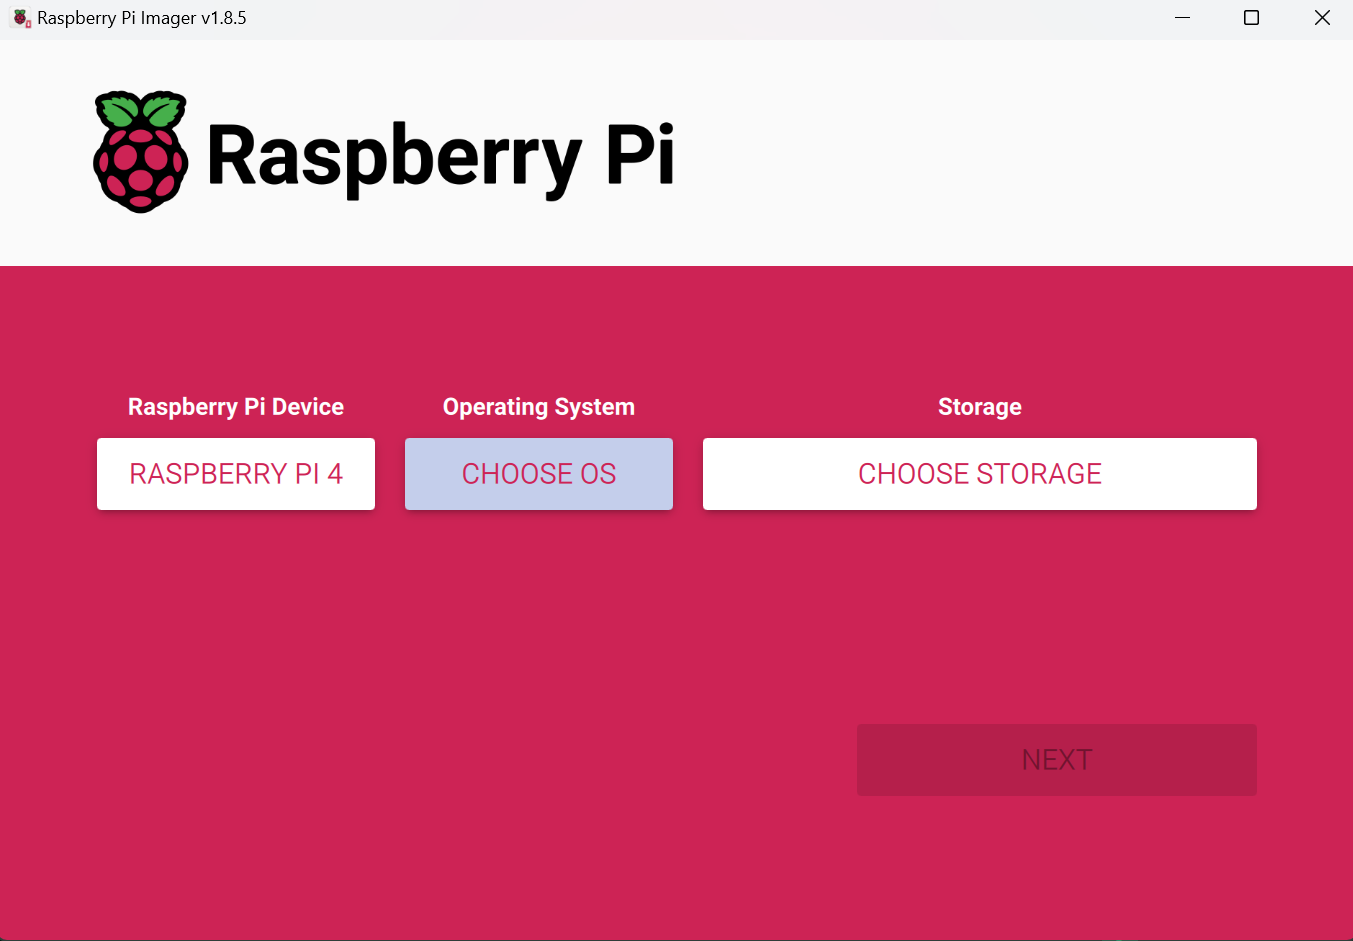 Raspberry Pi Imager v1.8.5
Raspberry Pi
Raspberry Pi Device
Operating System
Storage
RASPBERRY PI 4
CHOOSE OS
CHOOSE STORAGE
NEXT